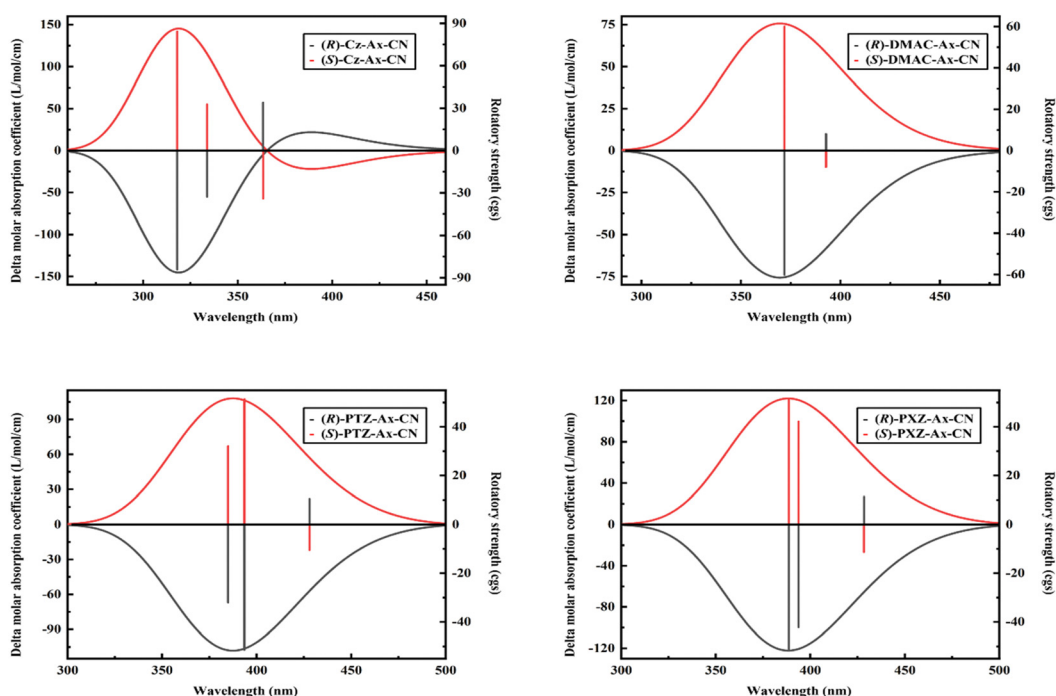 Delta molar absorption coefficient (L/mol/cm)
150
100
50
0
-50
-100
-150
(R)-Cz-Ax-CN
(S)-Cz-Ax-CN
90
60
30
0
-30
-60
-90
Rotatory strength (cgs)
300 350 400 450
Wavelength (nm)
Delta molar absorption coefficient (L/mol/cm)
75
50
25
0
-25
-50
-75
(R)-DMAC-Ax-CN
(S)-DMAC-Ax-CN
60
40
20
0
-20
-40
-60
Rotatory strength (cgs)
300 350 400 450
Wavelength (nm)
Delta molar absorption coefficient (L/mol/cm)
90
60
30
0
-30
-60
-90
(R)-PTZ-Ax-CN
(S)-PTZ-Ax-CN
40
20
0
-20
-40
Rotatory strength (cgs)
300 350 400 450 500
Wavelength (nm)
Delta molar absorption coefficient (L/mol/cm)
120
80
40
0
-40
-80
-120
(R)-PXZ-Ax-CN
(S)-PXZ-Ax-CN
40
20
0
-20
-40
Rotatory strength (cgs)
300 350 400 450 500
Wavelength (nm)